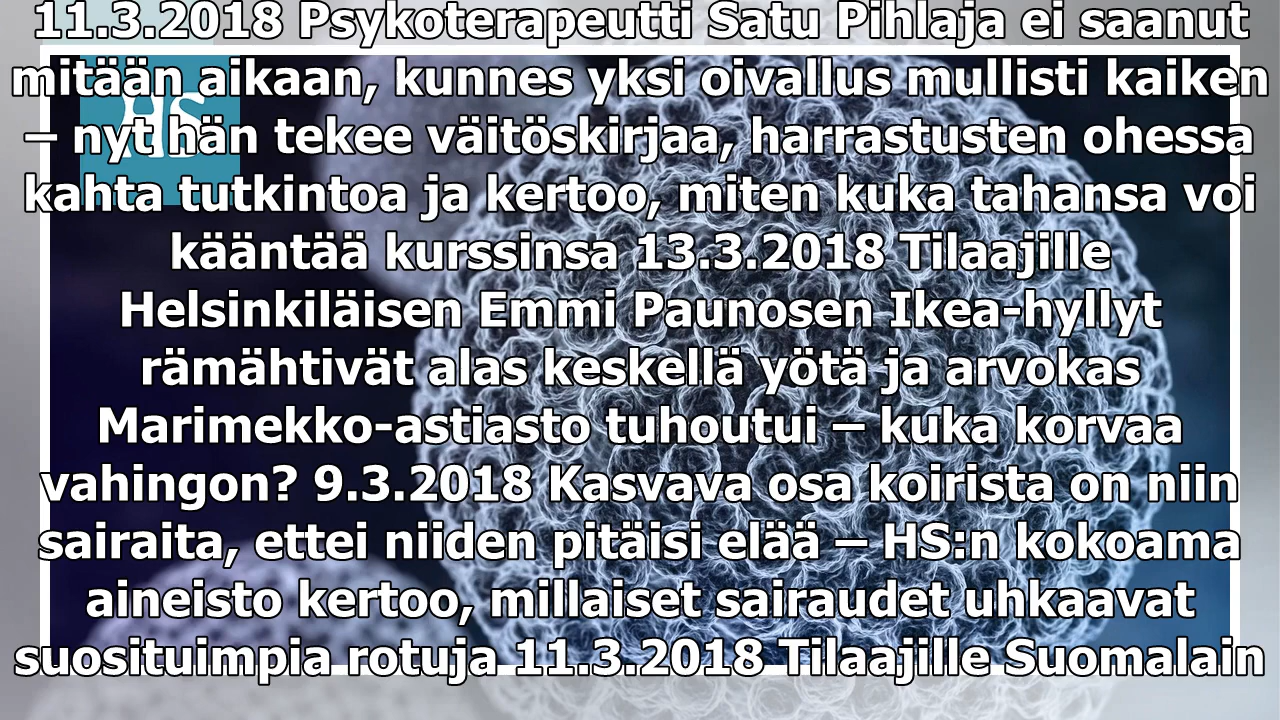 11.3.2018 Psykoterapeutti Satu Pihlaja ei saanut
mitään aikaan, kunnes yksi oivallus mullisti kaiken
– nyt hän tekee väitöskirjaa, harrastusten ohessa
kahta tutkintoa ja kertoo, miten kuka tahansa voi
kääntää kurssinsa 13.3.2018 Tilaajille
Helsinkiläisen Emmi Paunosen Ikea-hyllyt
rämähtivät alas keskellä yötä ja arvokas
Marimekko-astiasto tuhoutui – kuka korvaa
vahingon? 9.3.2018 Kasvava osa koirista on niin
sairaita, ettei niiden pitäisi elää – HS:n kokoama
aineisto kertoo, millaiset sairaudet uhkaavat
suosituimpia rotuja 11.3.2018 Tilaajille Suomalain
HS